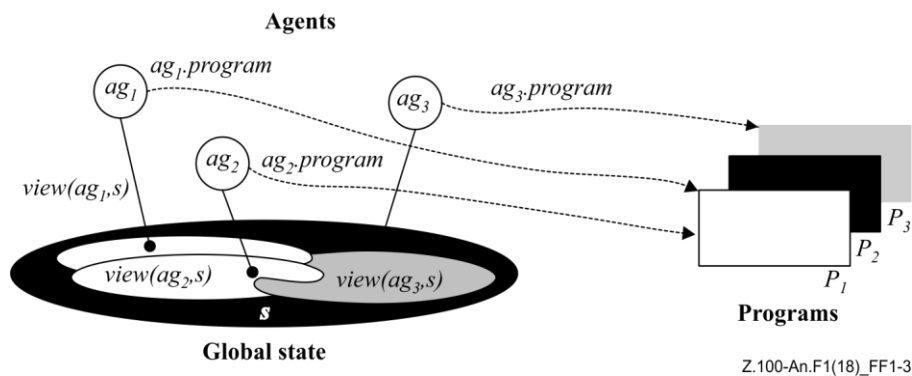 Agents
ag1.program
ag1
ag3
ag3.program
ag2
ag2.program
view(ag1,s)
view(ag2,s)
view(ag3,s)
s
P3
P2
P1
Global state
Programs
Z.100-An.F1(18)_FF1-3